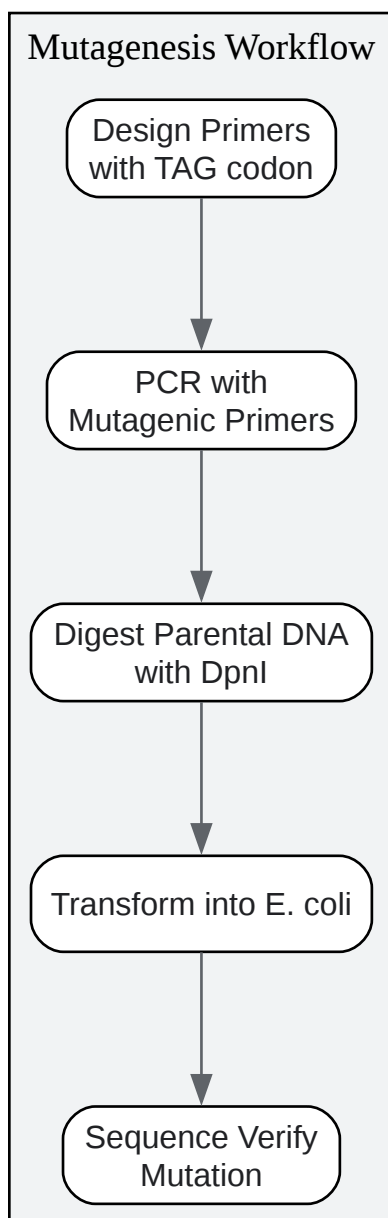 Mutagenesis Workflow
Design Primers
with TAG codon
PCR with
Mutagenic Primers
Digest Parental DNA
with DpnI
Transform into E. coli
Sequence Verify
Mutation